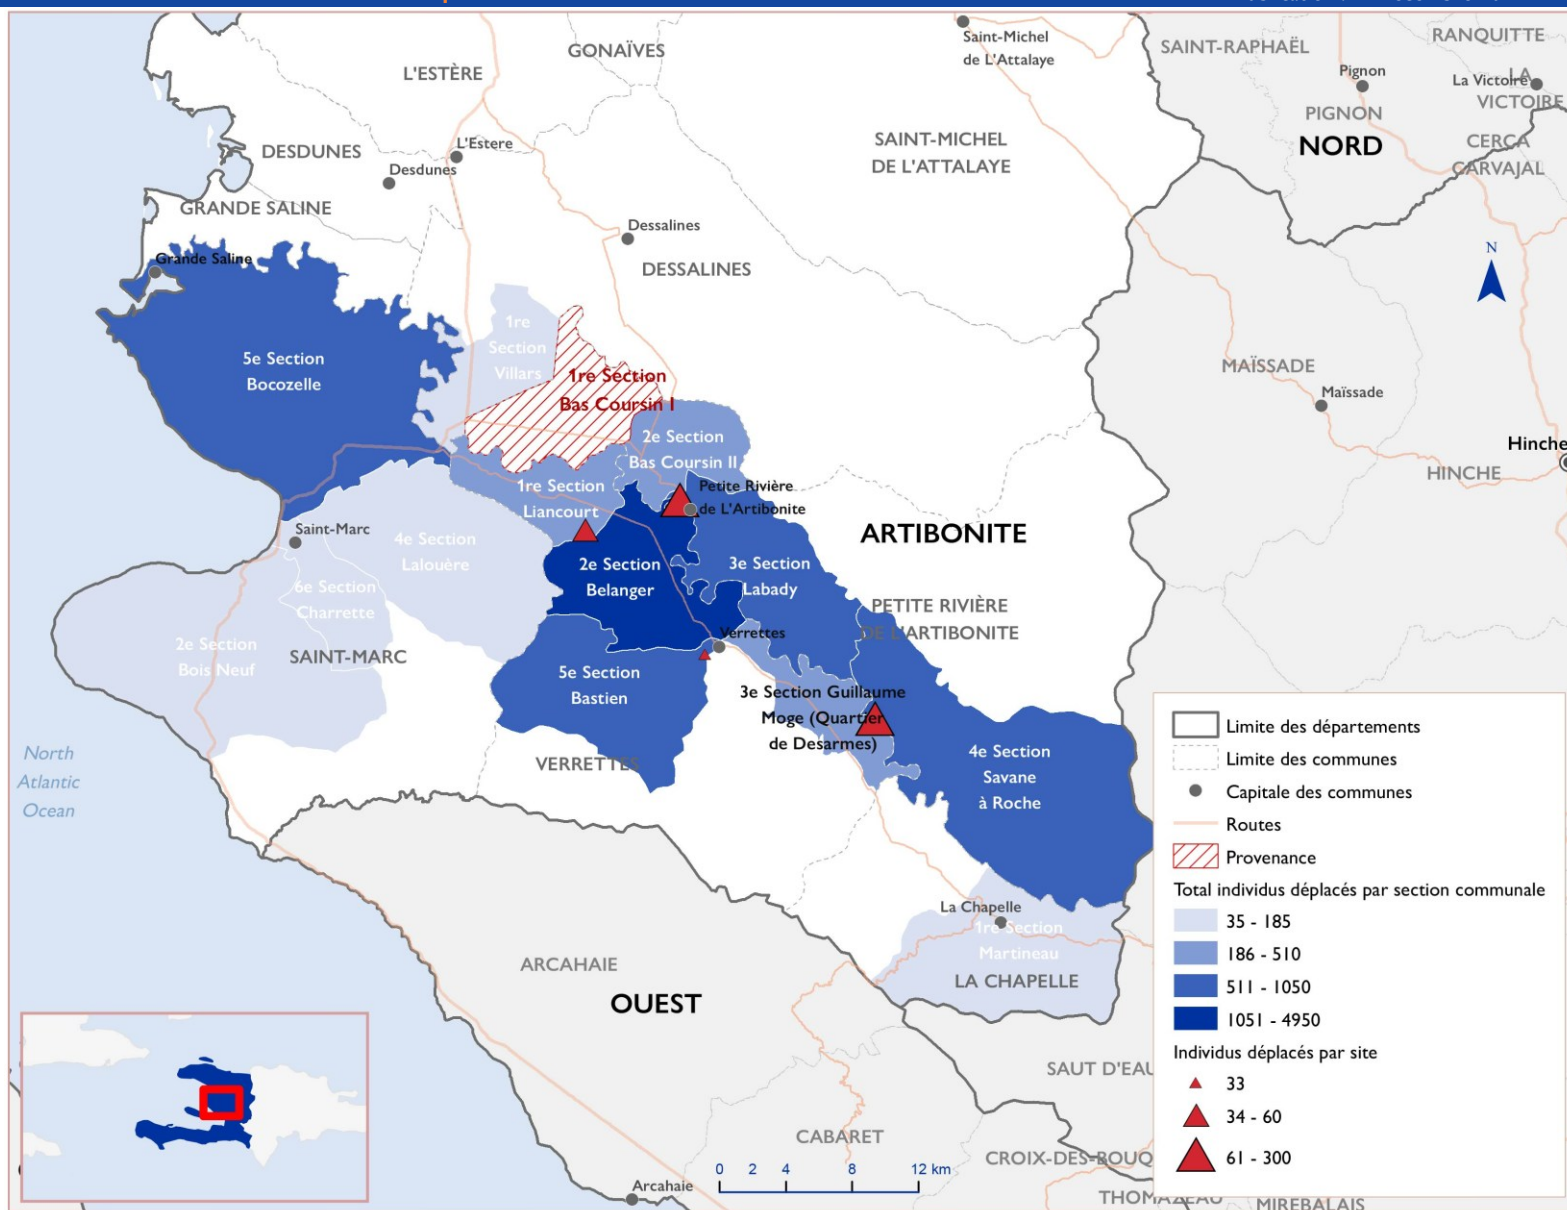 GONAÏVES
Saint-Michel
de L'Attalaye
SAINT-RAPHAËL
RANQUITTE
L'ESTÈRE
Pignon
La Victoire
LA
VICTOIRE
PIGNON
NORD
CERCA
CARVAJAL
SAINT-MICHEL
DE L'ATTALAYE
DESDUNES
L'Estere
Desdunes
GRANDE SALINE
Dessalines
DESSALINES
Grande Saline
N
5e Section
Bocozelle
1re
Section
Villars
1re Section
Bas Coursin I
MAÏSSADE
Maïssade
2e Section
Bas Coursin II
Hinche
HINCHE
1re Section
Liancourt
Petite Rivière
de L'Artibonite
Saint-Marc
4e Section
Lalouère
ARTIBONITE
2e Section
Belanger
3e Section
Labady
6e Section
Charrette
PETITE RIVIÈRE
DE L'ARTIBONITE
2e Section
Bois Neuf
SAINT-MARC
Verrettes
5e Section
Bastien
3e Section Guillaume
Moge (Quartier
de Desarmes)
VERRETTES
4e Section
Savane
à Roche
North
Atlantic
Ocean
La Chapelle
1re Section
Martineau
LA CHAPELLE
ARCAHAIE
OUEST
SAUT D'EAU
CABARET
CROIX-DES-BOUQ
THOMAZEAU
MIREBALAIS
Arcahaie
0 2 4 8 12 km
Limite des départements
Limite des communes
Capitale des communes
Routes
Provenance
Total individus déplacés par section communale
35 - 185
186 - 510
511 - 1050
1051 - 4950
Individus déplacés par site
33
34 - 60
61 - 300